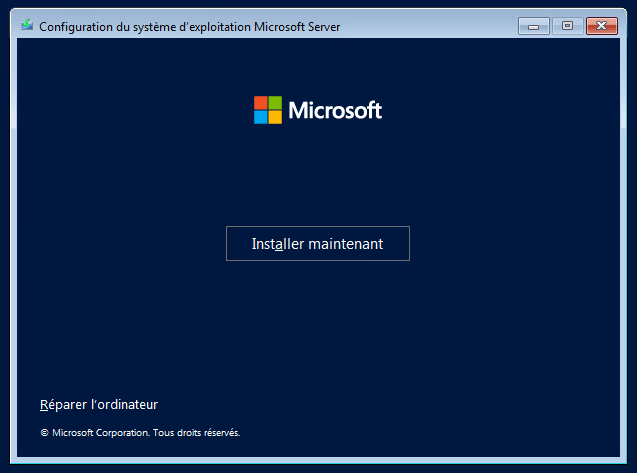 Configuration du système d'exploitation Microsoft Server
Microsoft
Installer maintenant
Réparer l'ordinateur
© Microsoft Corporation. Tous droits réservés.